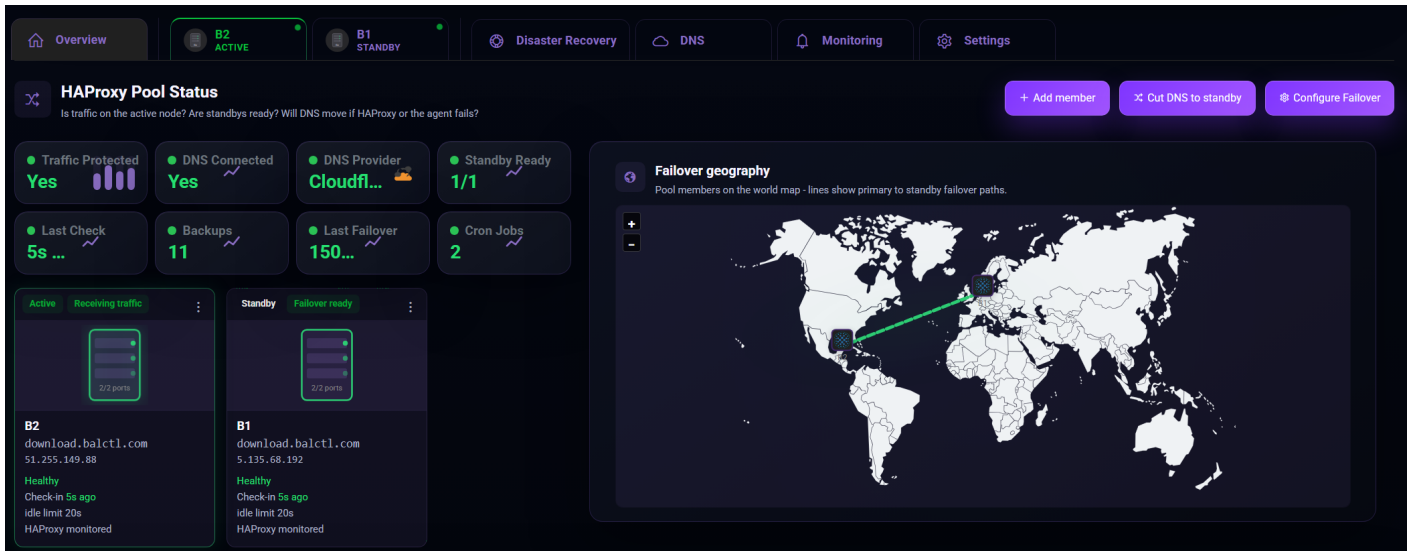 Overview
B2
ACTIVE
B1
STANDBY
Disaster Recovery
DNS
Monitoring
Settings
HAProxy Pool Status
Is traffic on the active node? Are standbys ready? Will DNS move if HAProxy or the agent fails?
+ Add member
Cut DNS to standby
Configure Failover
Traffic Protected
Yes
DNS Connected
Yes
DNS Provider
Cloudfl...
Standby Ready
1/1
Last Check
5s ...
Backups
11
Last Failover
150...
Cron Jobs
2
Failover geography
Pool members on the world map - lines show primary to standby failover paths.
+
-
Active
Receiving traffic
2/2 ports
B2
download.balctl.com
51.255.149.88
Healthy
Check-in 5s ago
idle limit 20s
HAProxy monitored
Standby
Failover ready
2/2 ports
B1
download.balctl.com
5.135.68.192
Healthy
Check-in 5s ago
idle limit 20s
HAProxy monitored